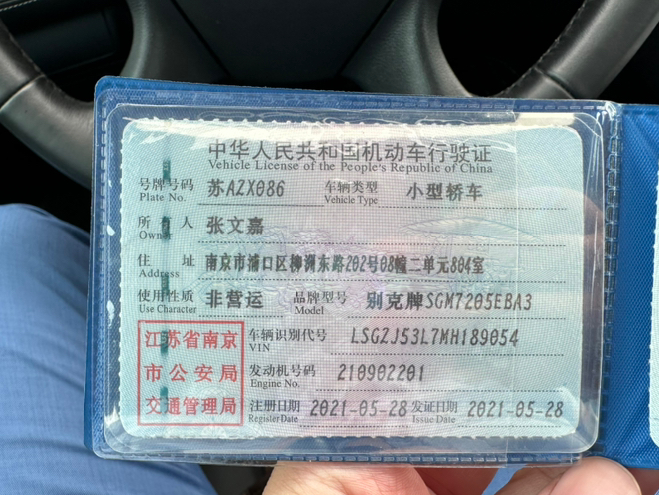 中华人民共和国机动车行驶证
Vehicle License of the People's Republic of China
号牌号码 苏AZX086 车辆类型 小型轿车
Plate No. Vehicle Type
所有人 张文嘉
Owner
住址 南京市浦口区柳洲东路202号08幢二单元804室
Address
使用性质 非营运 品牌型号 别克牌SGM7205EBA3
Use Character Model
江苏省南京 车辆识别代号 LSGZJ53L7MH189054
VIN
市公安局 发动机号码 210902201
Engine No.
交通管理局 注册日期 2021-05-28 发证日期 2021-05-28
Register Date Issue Date